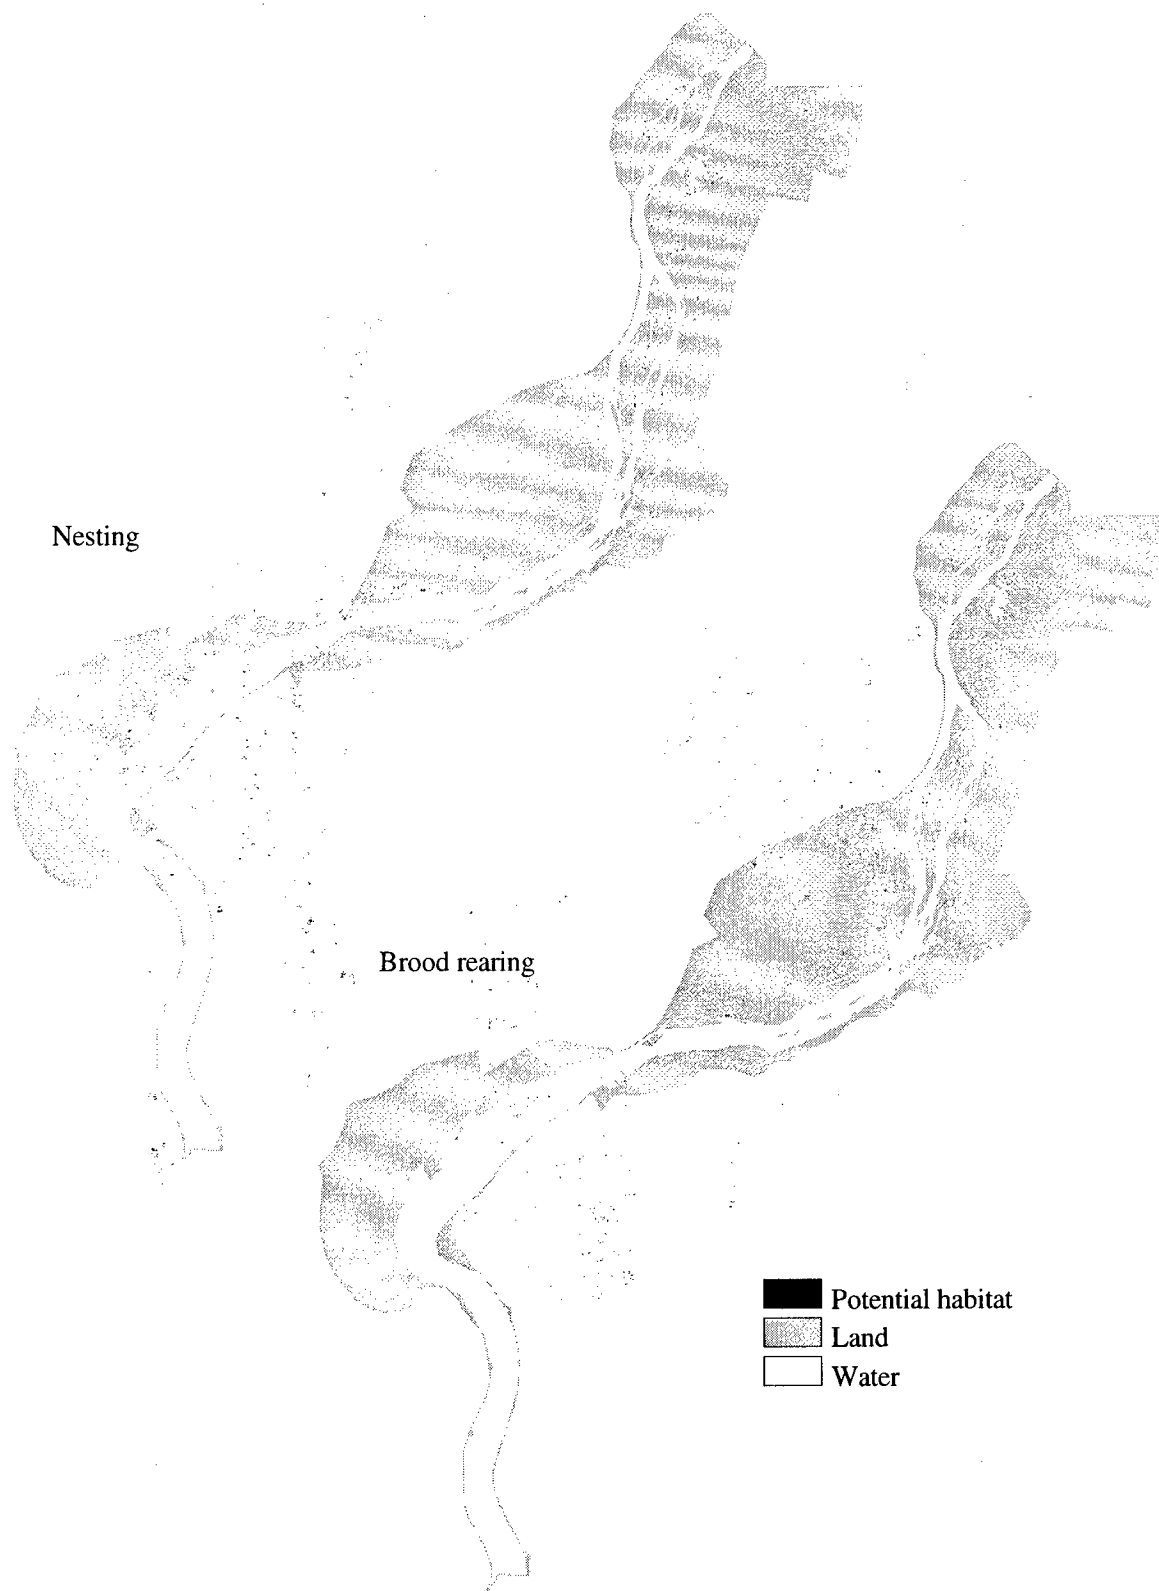 Nesting
Brood rearing
Potential habitat
Land
Water